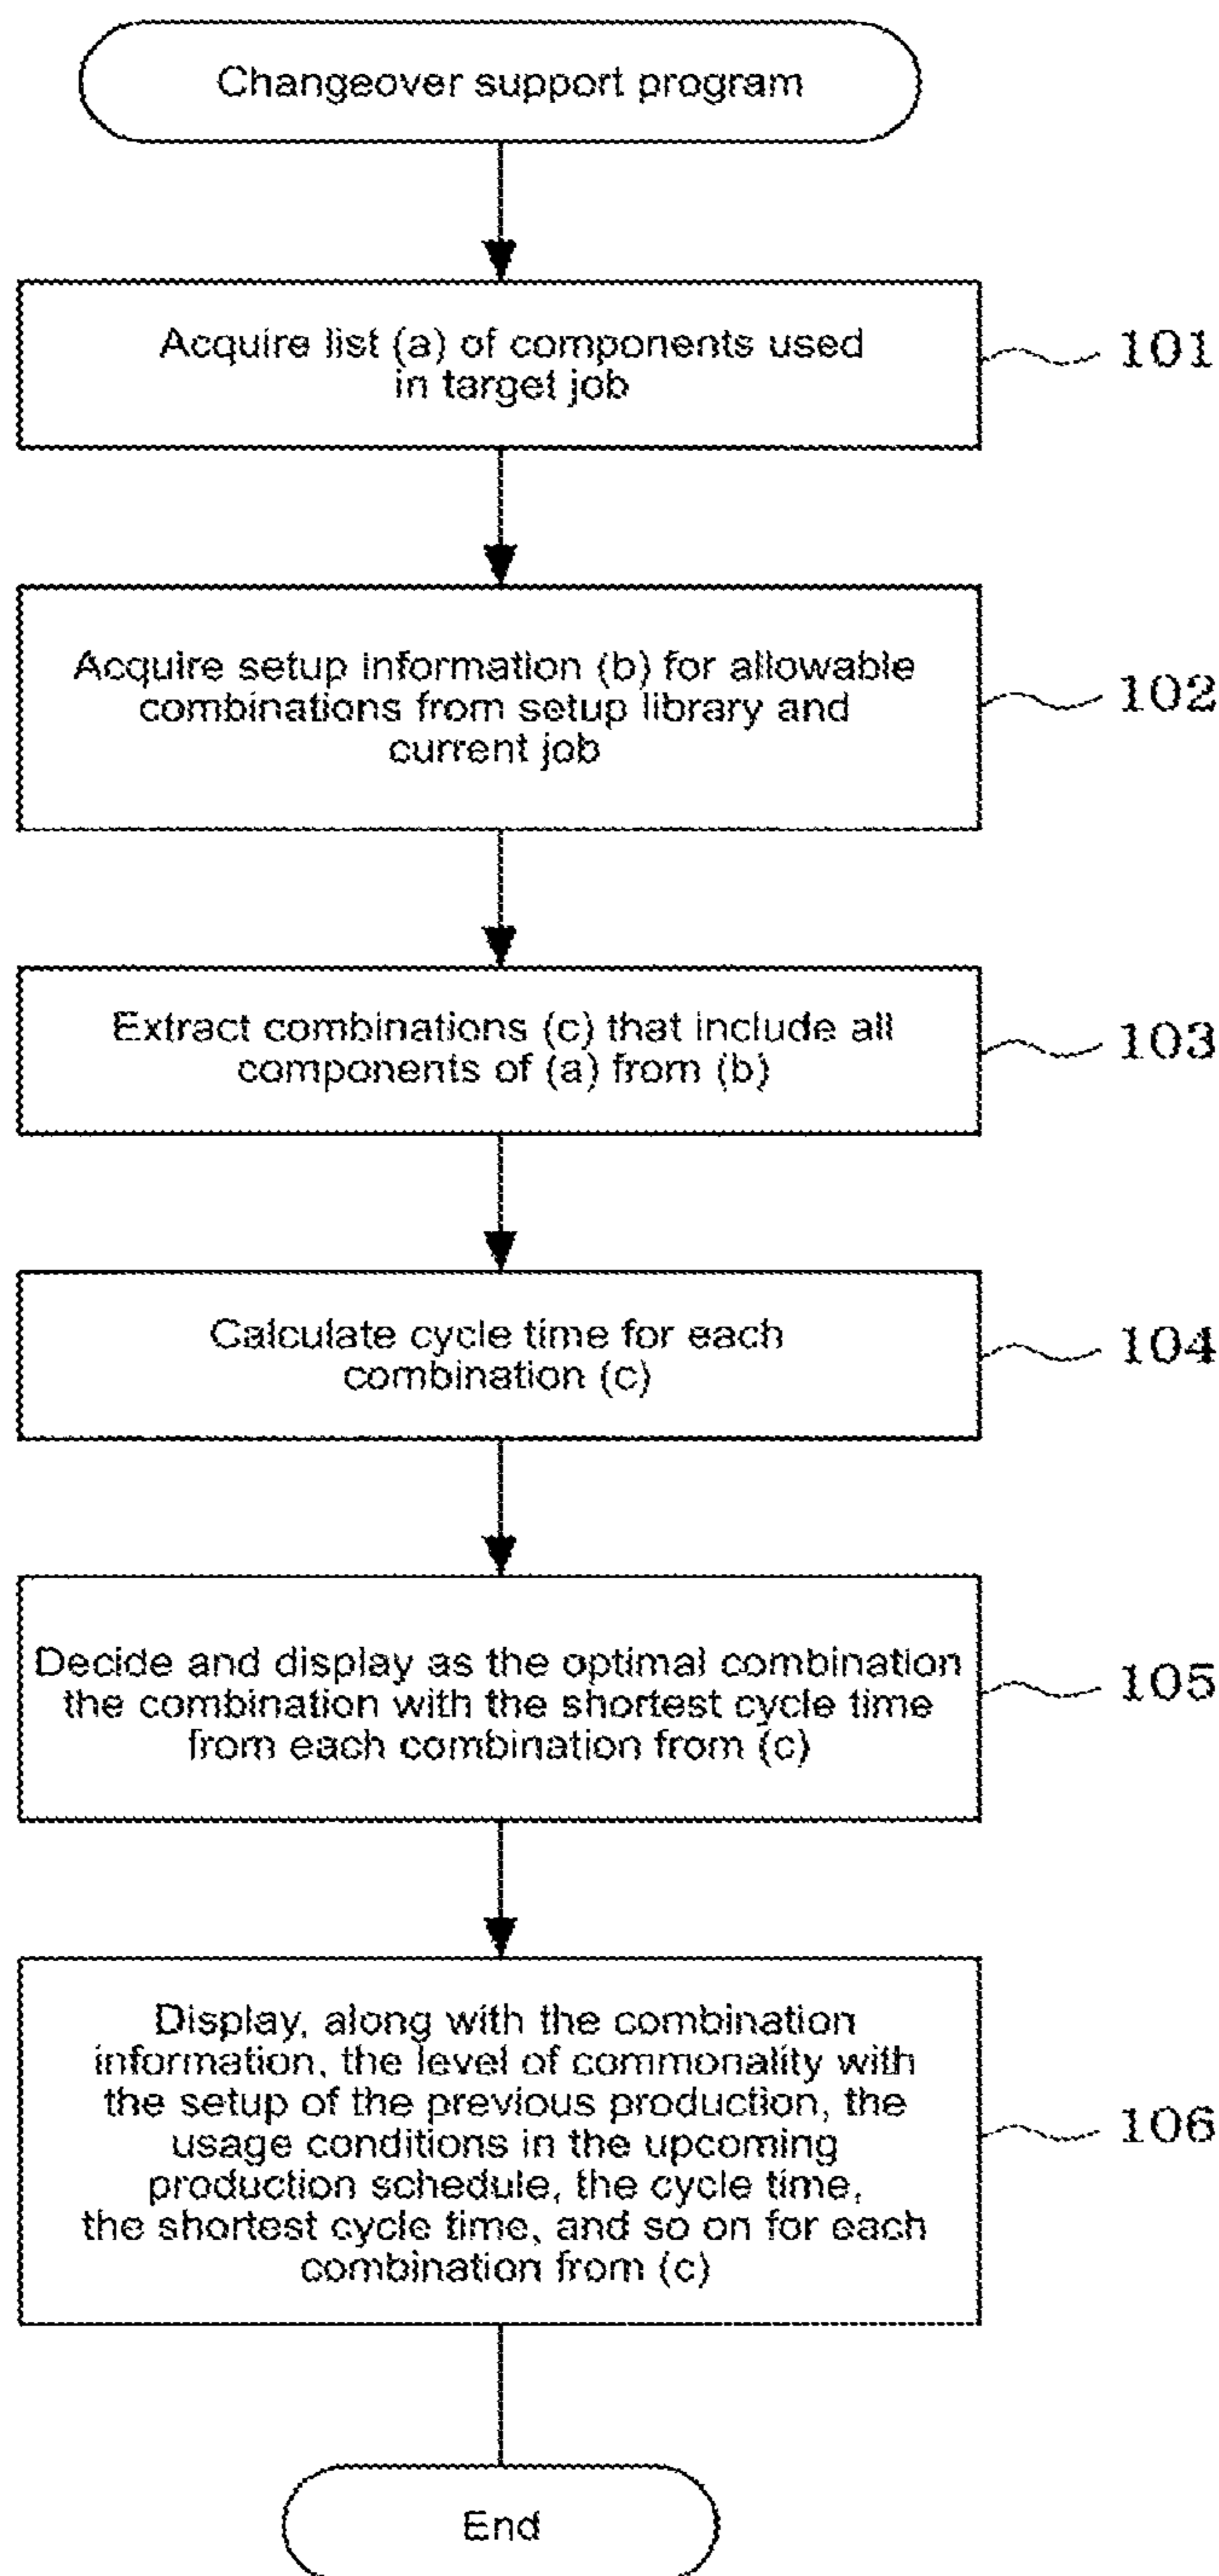 Changeover support program
Acquire list (a) of components used
in target job
101
Acquire setup information (b) for allowable
combinations from setup library and
current job
102
Extract combinations (c) that include all
components of (a) from (b)
103
Calculate cycle time for each
combination (c)
104
Decide and display as the optimal combination
the combination with the shortest cycle time
from each combination from (c)
105
Display, along with the combination
information, the level of commonality with
the setup of the previous production, the
usage conditions in the upcoming
production schedule, the cycle time,
the shortest cycle time, and so on for each
combination from (c)
106
End